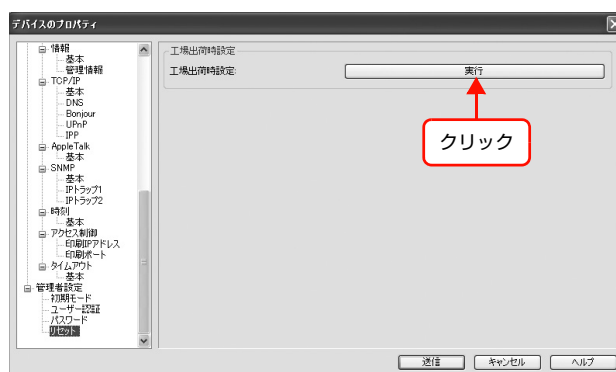 デバイスのプロパティ
情報
基本
管理情報
TCP/IP
基本
DNS
Bonjour
UPnP
IPP
AppleTalk
基本
SNMP
基本
IPトラップ1
IPトラップ2
時刻
基本
アクセス制御
印刷IPアドレス
印刷ポート
タイムアウト
基本
管理者設定
初期モード
ユーザー認証
パスワード
リセット
工場出荷時設定
工場出荷時設定:
実行
クリック
送信
キャンセル
ヘルプ